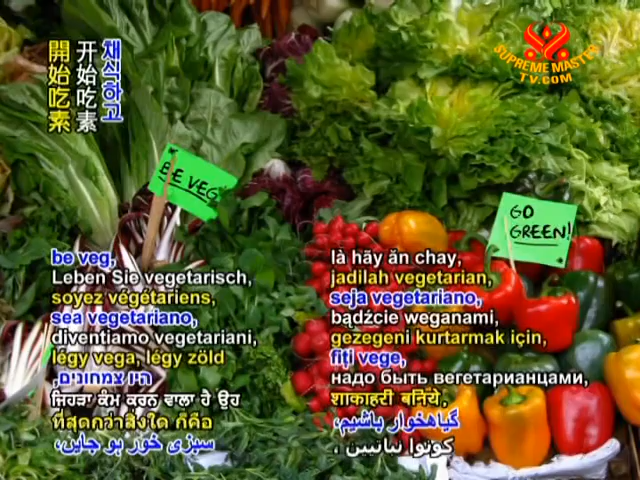 채식하고
开始吃素
開始吃素
SUPREME MASTER
TV.COM
BE VEG
GO
GREEN!
be veg,
Leben Sie vegetarisch,
soyez végétariens,
sea vegetariano,
diventiamo vegetariani,
légy vega, légy zöld
היו צמחונים,
ਜਿਹੜਾ ਕੰਮ ਕਰਨ ਵਾਲਾ ਹੈ ਉਹ
ที่สุดกว่าสิ่งใด ก็คือ
سبزی خور ہو جایں،
là hãy ăn chay,
jadilah vegetarian,
seja vegetariano,
bądźcie weganami,
gezegeni kurtarmak için,
fiți vege,
надо быть вегетарианцами,
शाकाहारी बनिये,
گیاهخوار باشیم،
كونوا نباتيين ،